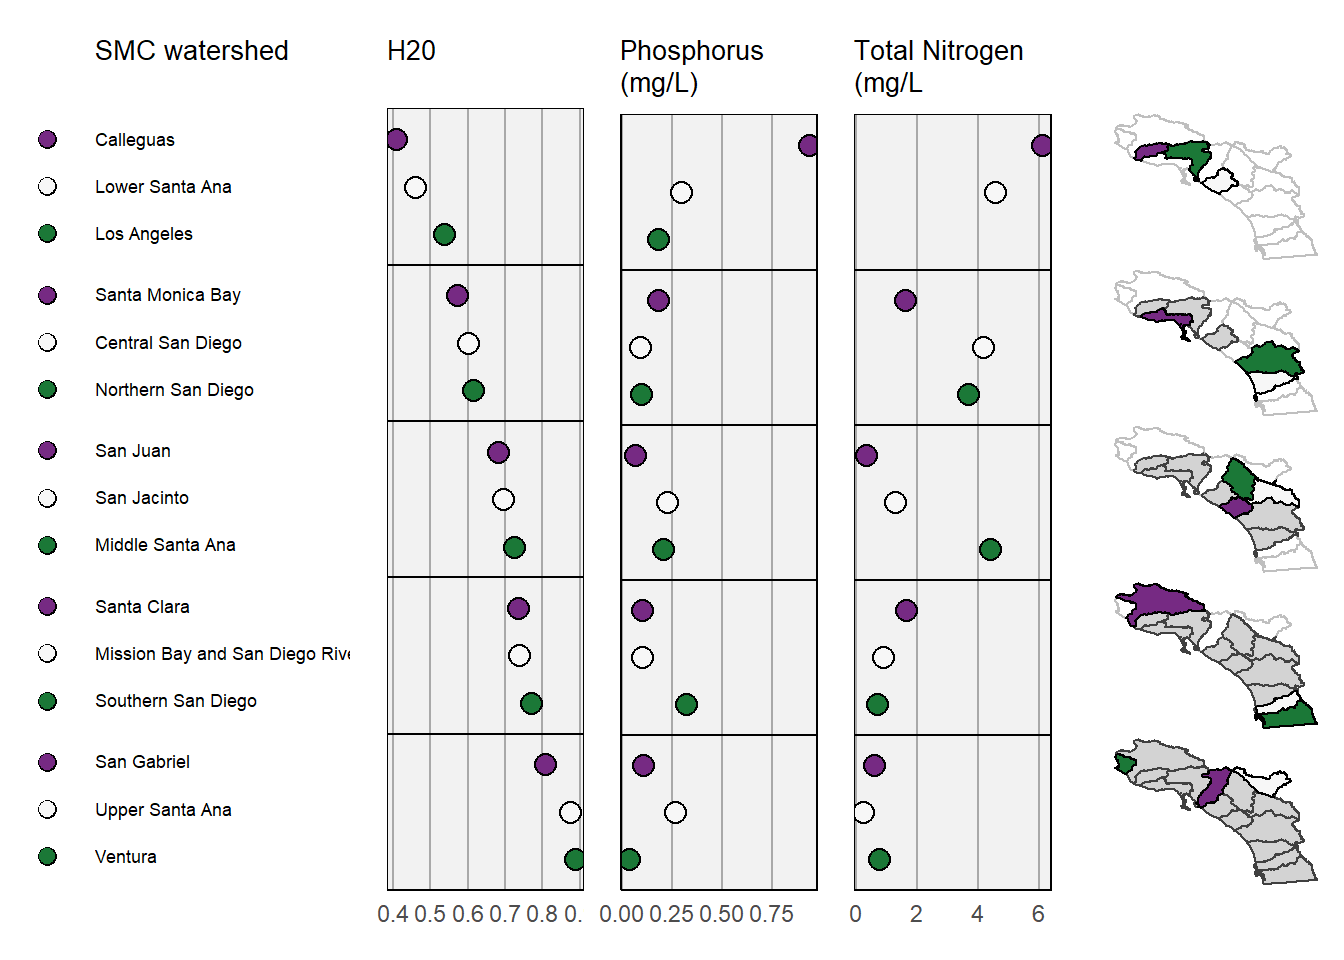 SMC watershed
H20
Phosphorus
(mg/L)
Total Nitrogen
(mg/L
Calleguas
Lower Santa Ana
Los Angeles
Santa Monica Bay
Central San Diego
Northern San Diego
San Juan
San Jacinto
Middle Santa Ana
Santa Clara
Mission Bay and San Diego Rive
Southern San Diego
San Gabriel
Upper Santa Ana
Ventura
0.4 0.5 0.6 0.7 0.8 0.
0.00 0.25 0.50 0.75
0 2 4 6